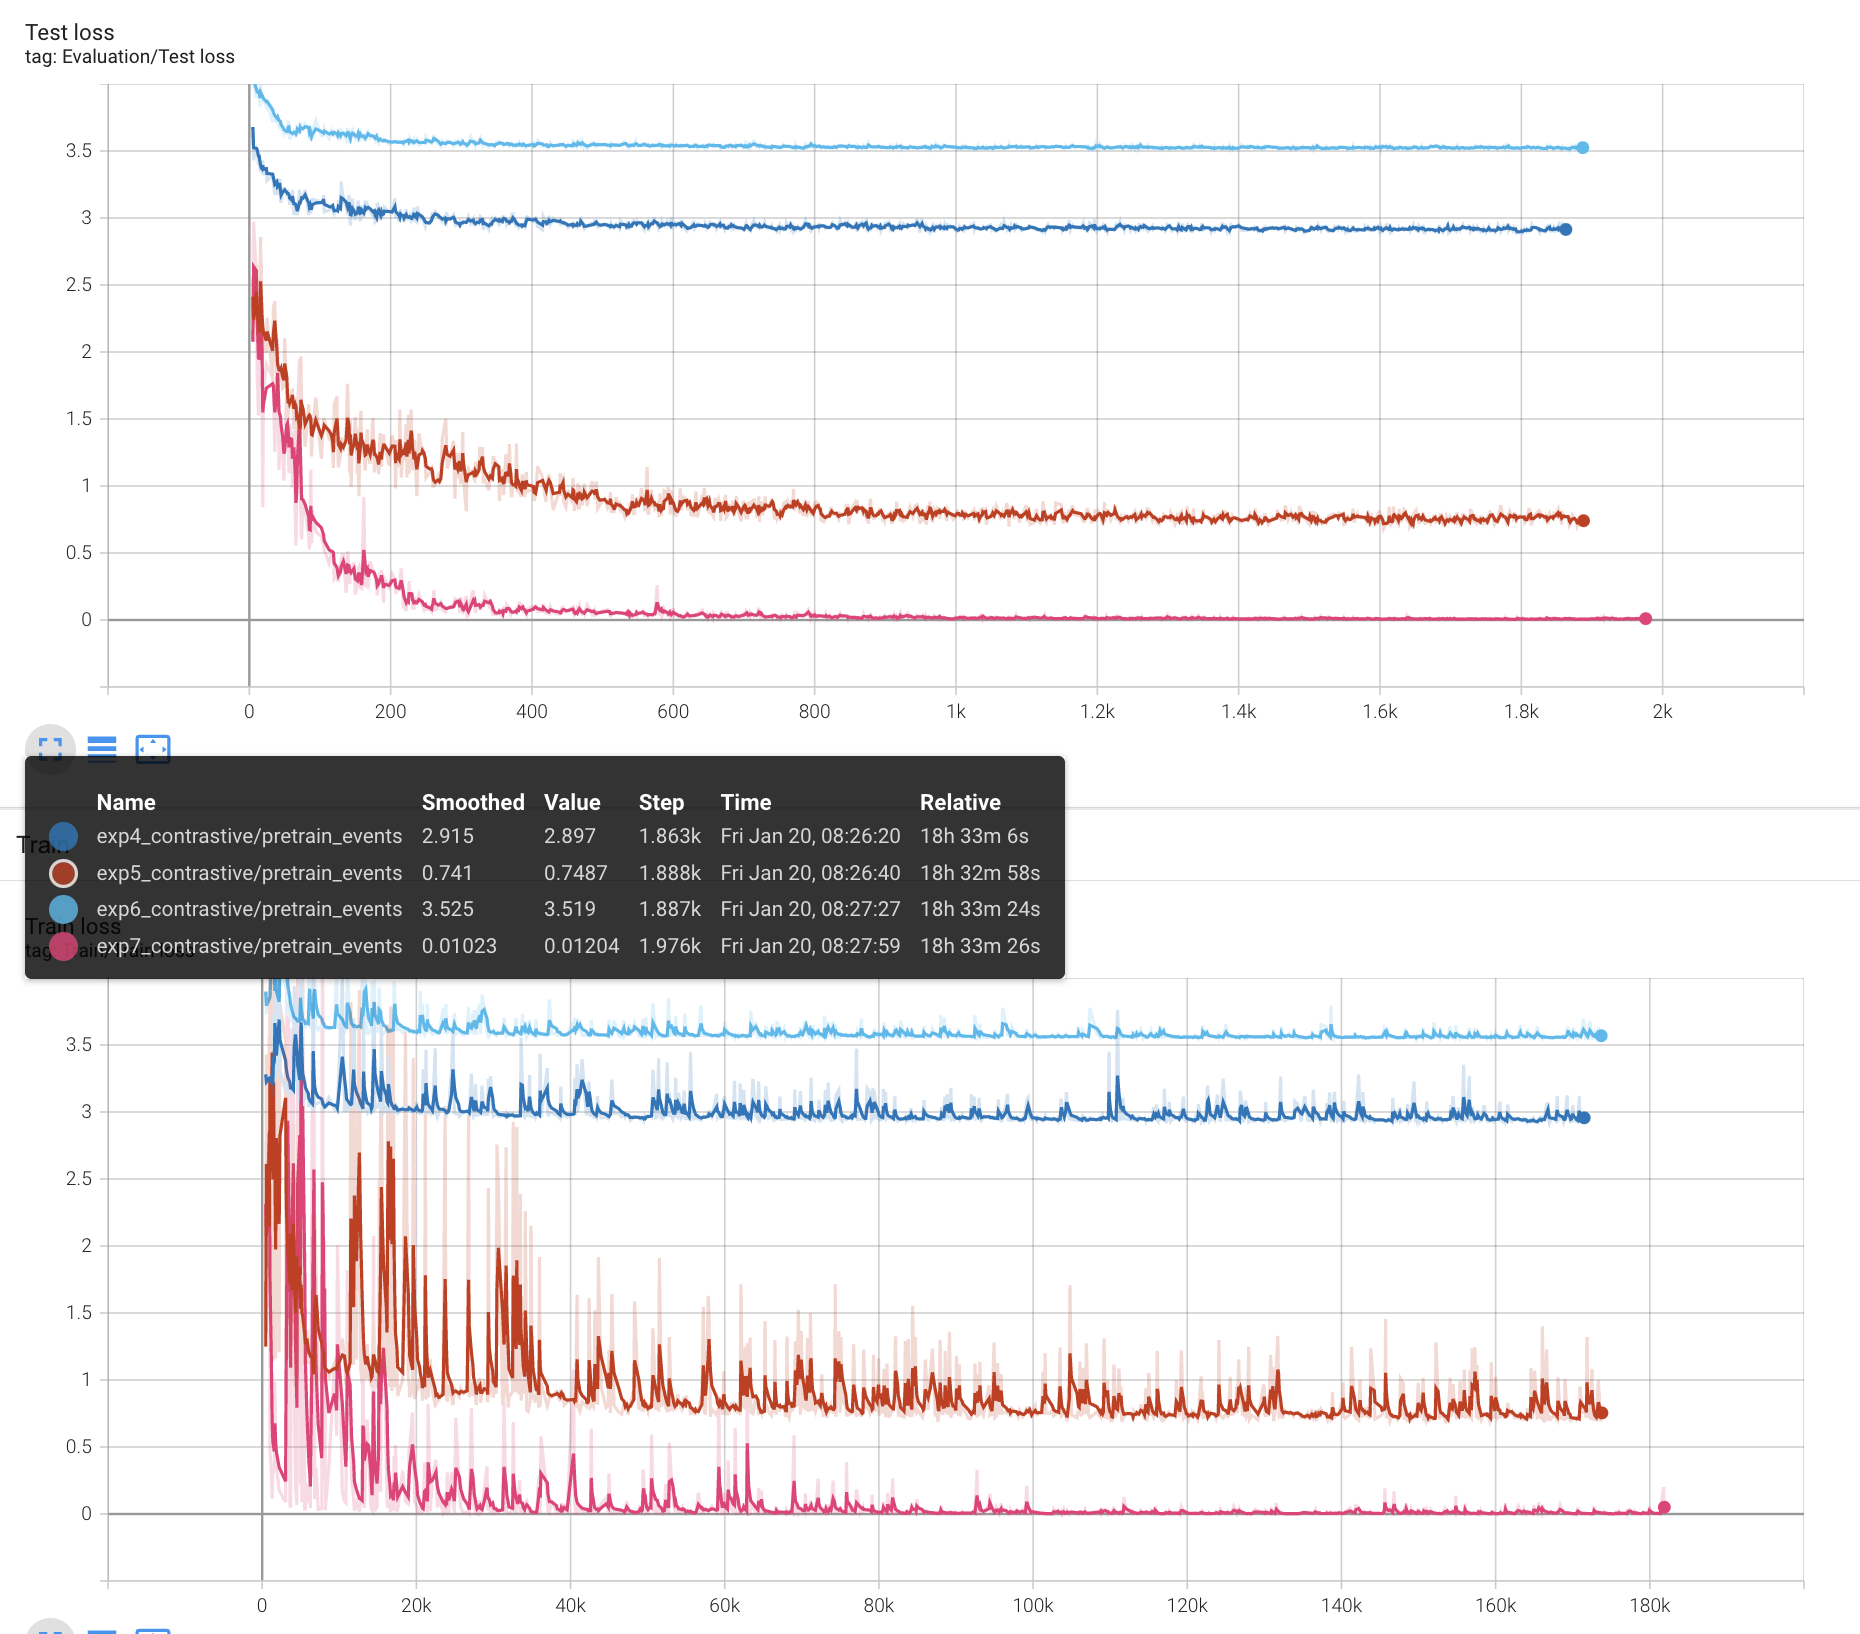 Test loss
tag: Evaluation/Test loss
3.5
3
2.5
2
1.5
1
0.5
0
0 200 400 600 800 1k 1.2k 1.4k 1.6k 1.8k 2k
Name Smoothed Value Step Time Relative
exp4_contrastive/pretrain_events 2.915 2.897 1.863k Fri Jan 20, 08:26:20 18h 33m 6s
Train
exp5_contrastive/pretrain_events 0.741 0.7487 1.888k Fri Jan 20, 08:26:40 18h 32m 58s
exp6_contrastive/pretrain_events 3.525 3.519 1.887k Fri Jan 20, 08:27:27 18h 33m 24s
Train loss
exp7_contrastive/pretrain_events 0.01023 0.01204 1.976k Fri Jan 20, 08:27:59 18h 33m 26s
tag: Train/Train loss
3.5
3
2.5
2
1.5
1
0.5
0
0 20k 40k 60k 80k 100k 120k 140k 160k 180k